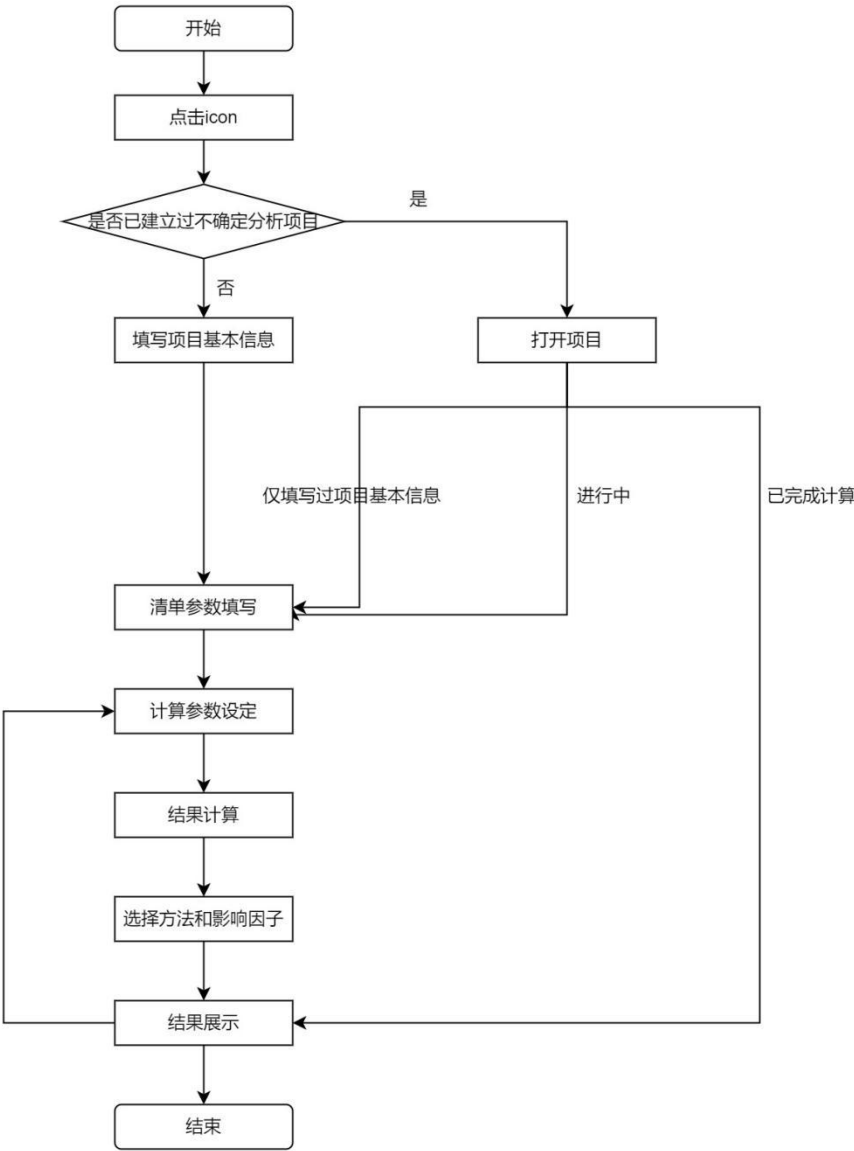 开始
点击icon
是否已建立过不确定分析项目
是
否
填写项目基本信息
打开项目
仅填写过项目基本信息
进行中
已完成计算
清单参数填写
计算参数设定
结果计算
选择方法和影响因子
结果展示
结束